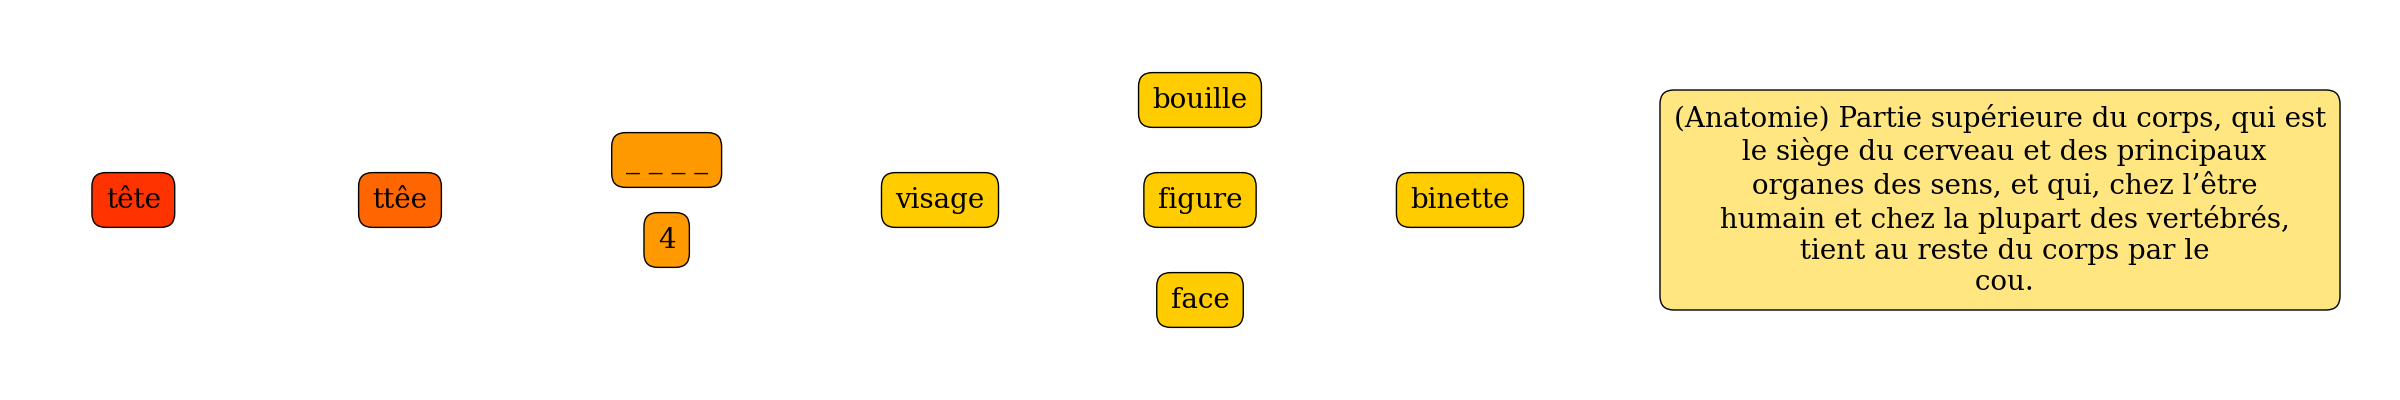 tête
ttêe
_ _ _ _
4
visage
bouille
figure
face
binette
(Anatomie) Partie supérieure du corps, qui est
le siège du cerveau et des principaux
organes des sens, et qui, chez l’être
humain et chez la plupart des vertébrés,
tient au reste du corps par le
cou.